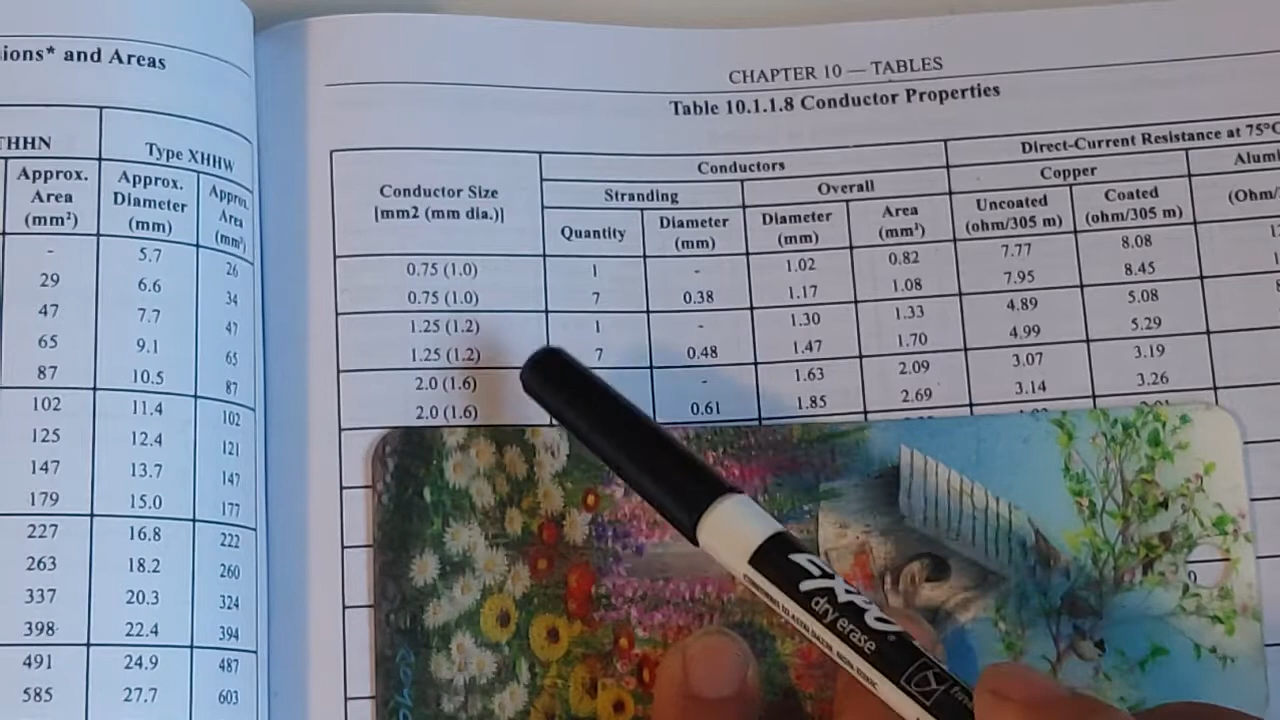 ions* and Areas
THHN
Type XHHW
Approx. Area (mm²)
Approx. Diameter (mm)
Approx. Area (mm²)
- 5.7 26
29 6.6 34
47 7.7 47
65 9.1 65
87 10.5 87
102 11.4 102
125 12.4 121
147 13.7 147
179 15.0 177
227 16.8 222
263 18.2 260
337 20.3 324
398 22.4 394
491 24.9 487
585 27.7 603
CHAPTER 10 — TABLES
Table 10.1.1.8 Conductor Properties
Conductors
Direct-Current Resistance at 75°C
Conductor Size
[mm2 (mm dia.)]
Stranding
Overall
Copper
Quantity
Diameter (mm)
Diameter (mm)
Area (mm²)
Uncoated (ohm/305 m)
Coated (ohm/305 m)
(Ohm/
0.75 (1.0) 1 - 1.02 0.82 7.77 8.08
0.75 (1.0) 7 0.38 1.17 1.08 7.95 8.45
1.25 (1.2) 1 - 1.30 1.33 4.89 5.08
1.25 (1.2) 7 0.48 1.47 1.70 4.99 5.29
2.0 (1.6) - 1.63 2.09 3.07 3.19
2.0 (1.6) 0.61 1.85 2.69 3.14 3.26
EXPO
dry erase